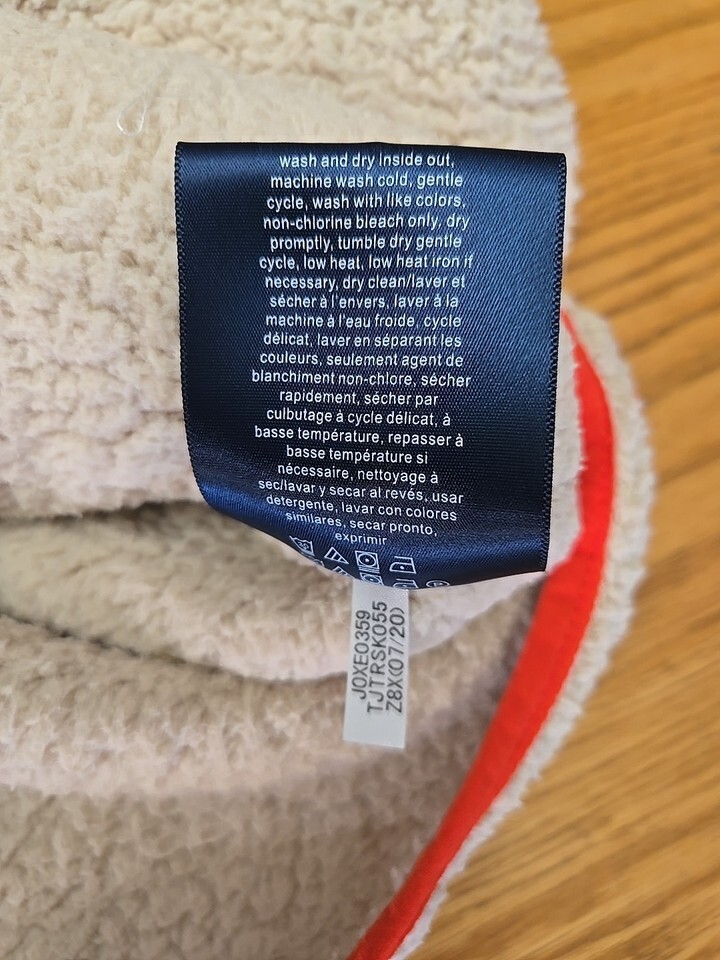 wash and dry inside out,
machine wash cold, gentle
cycle, wash with like colors,
non-chlorine bleach only, dry
promptly, tumble dry gentle
cycle, low heat, low heat iron if
necessary, dry clean/laver et
sécher à l'envers, laver à la
machine à l'eau froide, cycle
délicat, laver en séparant les
couleurs, seulement agent de
blanchiment non-chlore, sécher
rapidement, sécher par
culbutage à cycle délicat, à
basse température, repasser à
basse température si
nécessaire, nettoyage à
sec/lavar y secar al revés, usar
detergente, lavar con colores
similares, secar pronto,
exprimir
J0XE0359
TJTRSK055
Z8X(07/20)